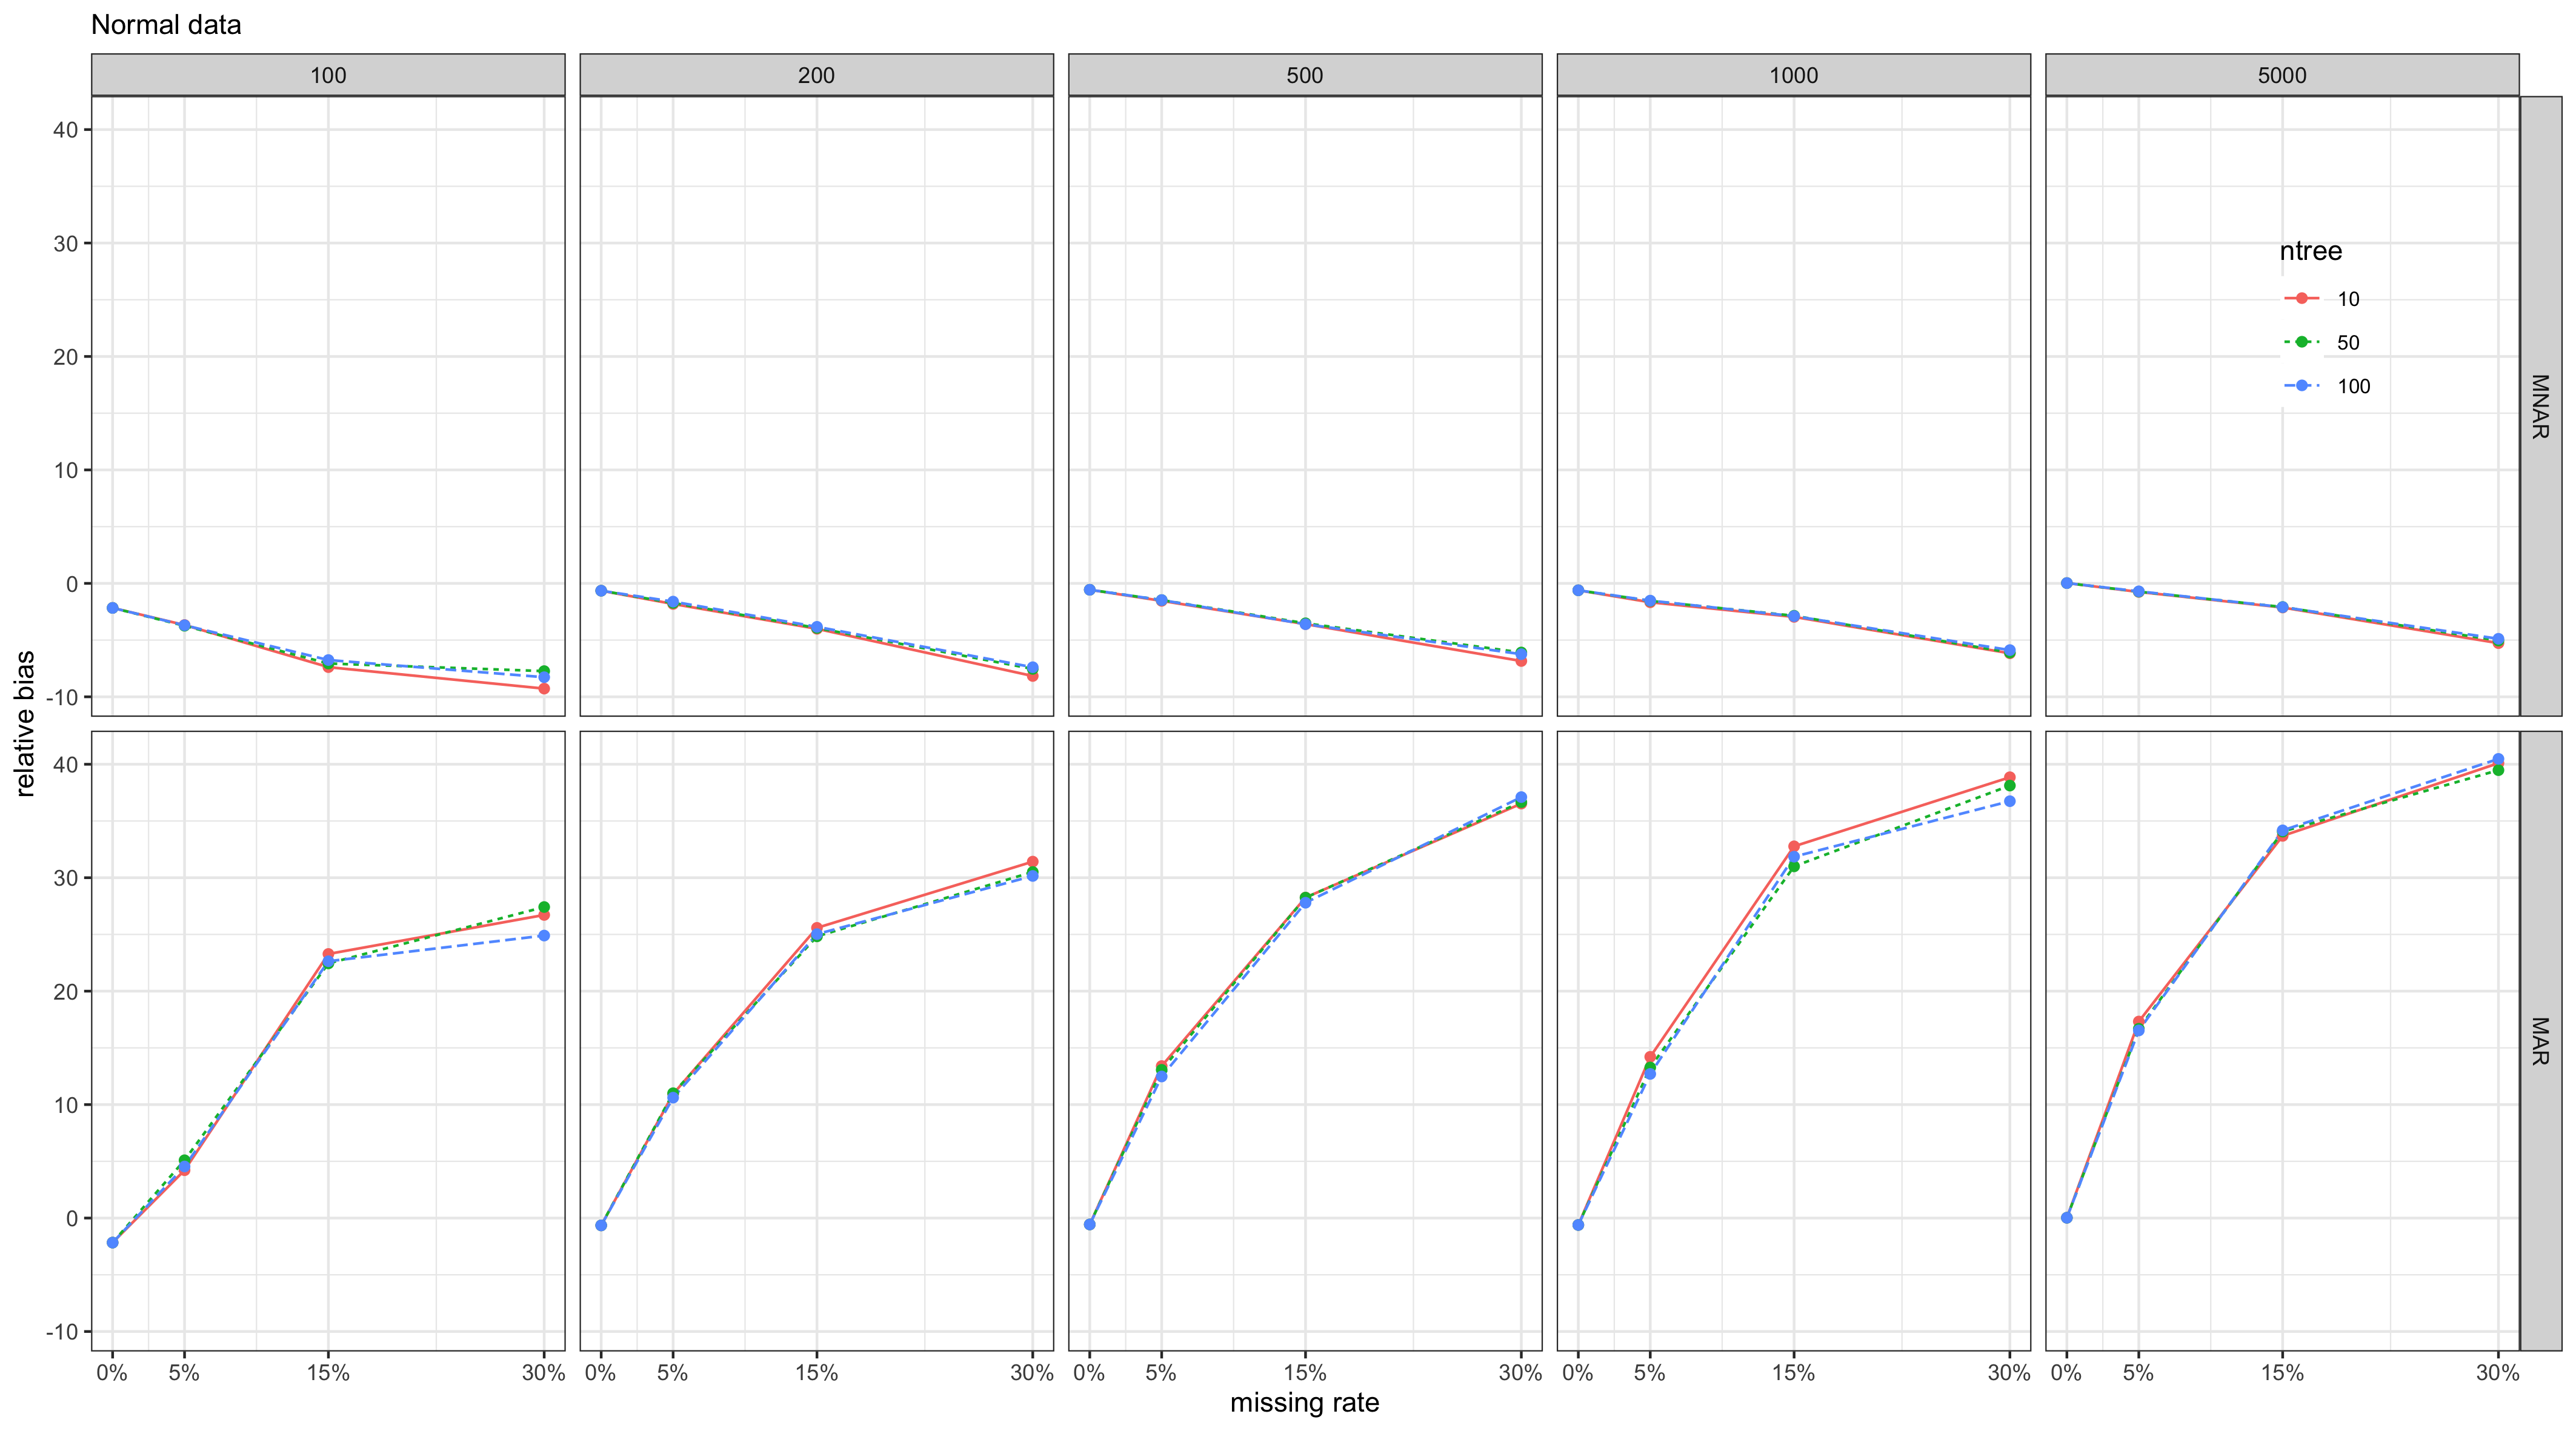 Normal data
100 200 500 1000 5000
40
30
20
10
0
-10
MNAR
ntree
10
50
100
relative bias
40
30
20
10
0
-10
MAR
0% 5% 15% 30% 0% 5% 15% 30% 0% 5% 15% 30% 0% 5% 15% 30% 0% 5% 15% 30%
missing rate